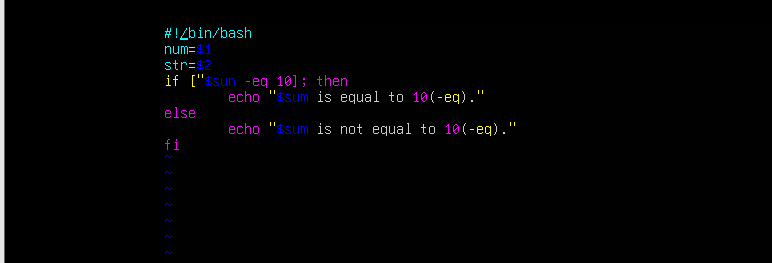 #!/bin/bash
num=$1
str=$2
if ["$sum -eq 10]; then
echo "$sum is equal to 10(-eq)."
else
echo "$sum is not equal to 10(-eq)."
fi
~
~
~
~
~
~
~